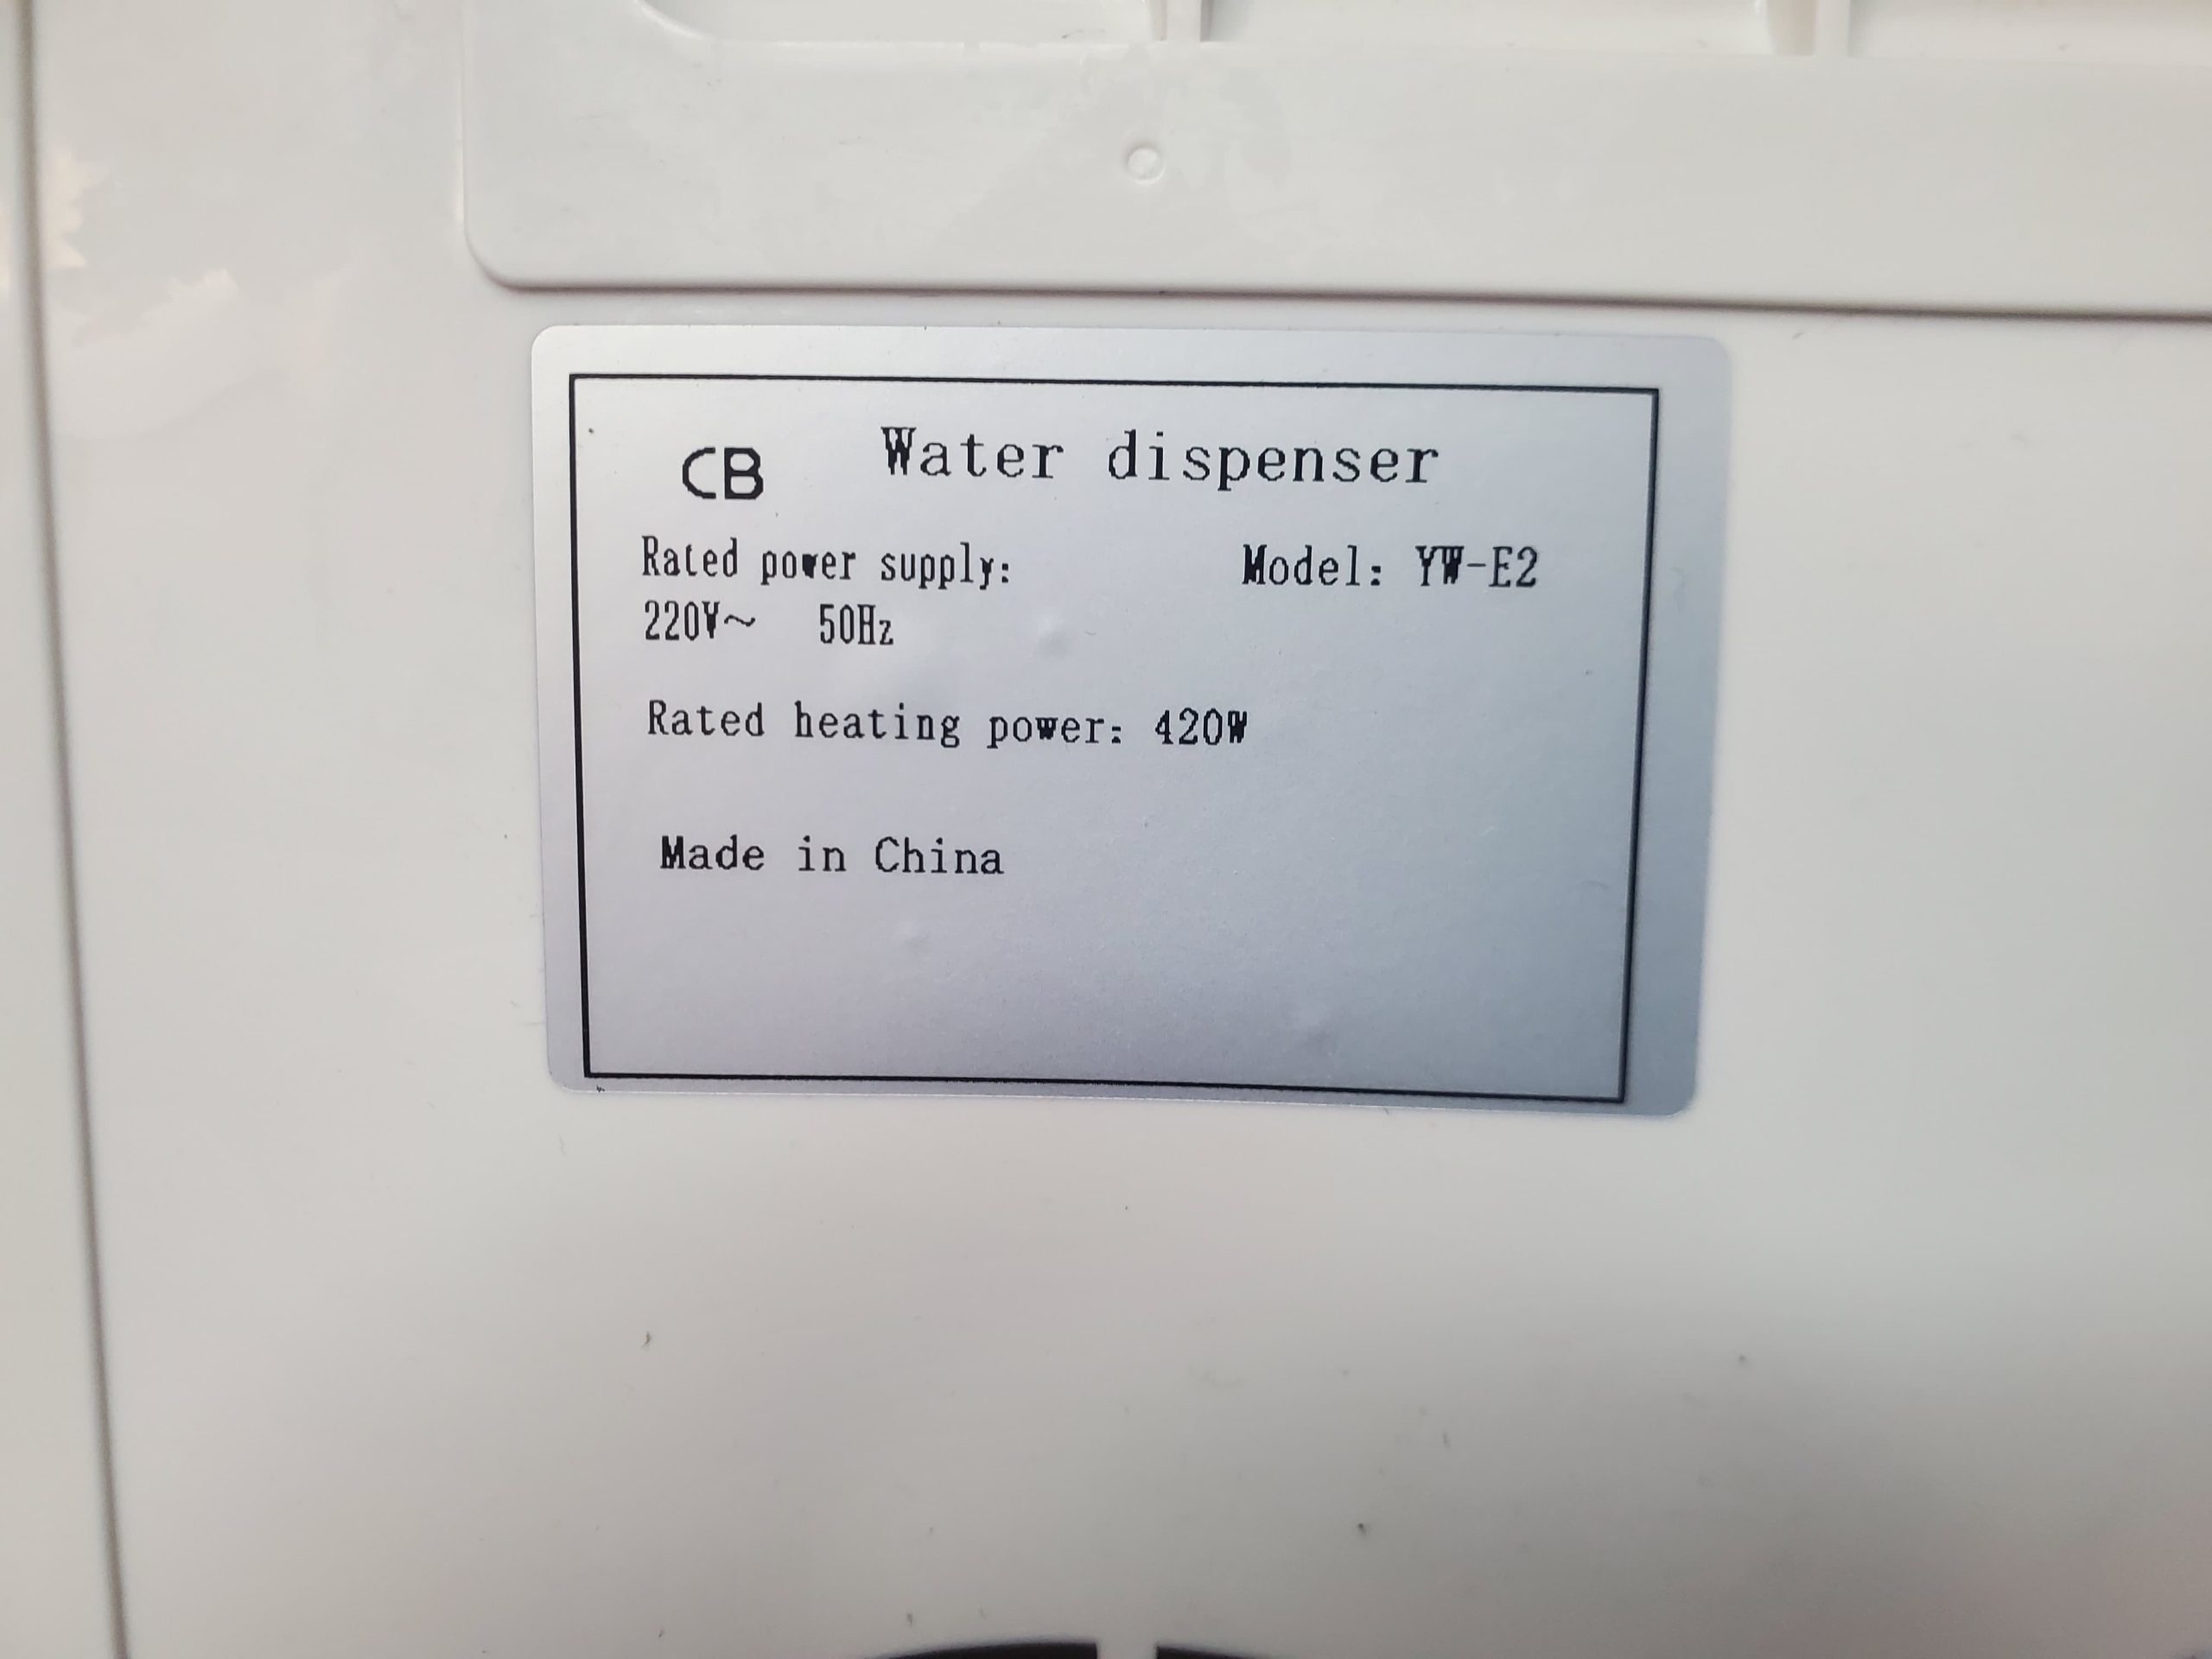 CB Water dispenser
Rated power supply: Model: YW-E2
220V~ 50Hz
Rated heating power: 420W
Made in China